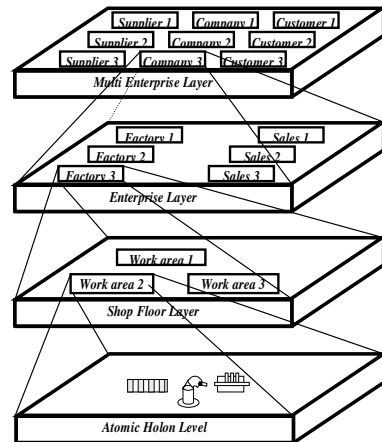 Supplier 1 Company 1 Customer 1
Supplier 2 Company 2 Customer 2
Supplier 3 Company 3 Customer 3
Multi Enterprise Layer
Factory 1 Sales 1
Factory 2 Sales 2
Factory 3 Sales 3
Enterprise Layer
Work area 1
Work area 2 Work area 3
Shop Floor Layer
Atomic Holon Level